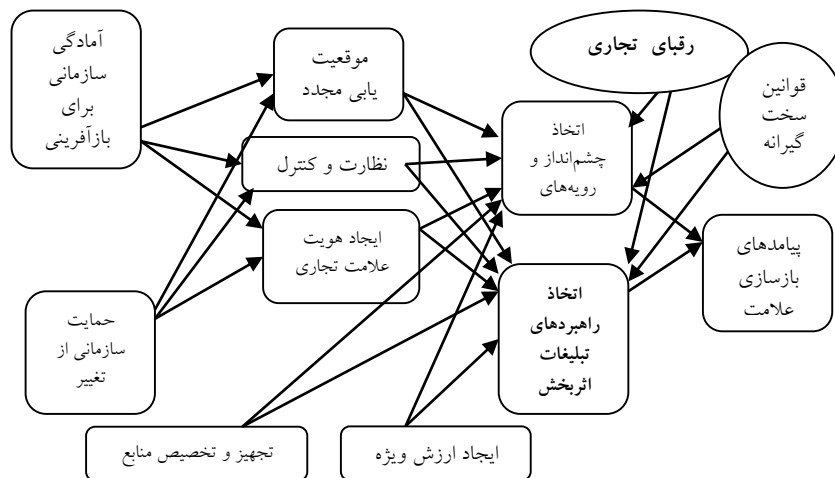 آمادگی
سازمانی
برای
بازآفرینی
موقعیت
یابی مجدد
رقبای تجاری
قوانین
سخت
گیرانه
نظارت و کنترل
اتخاذ
چشم‌انداز و
رویه‌های
ایجاد هویت
علامت تجاری
پیامدهای
بازسازی
علامت
حمایت
سازمانی از
تغییر
اتخاذ
راهبردهای
تبلیغات
اثربخش
تجهیز و تخصیص منابع
ایجاد ارزش ویژه